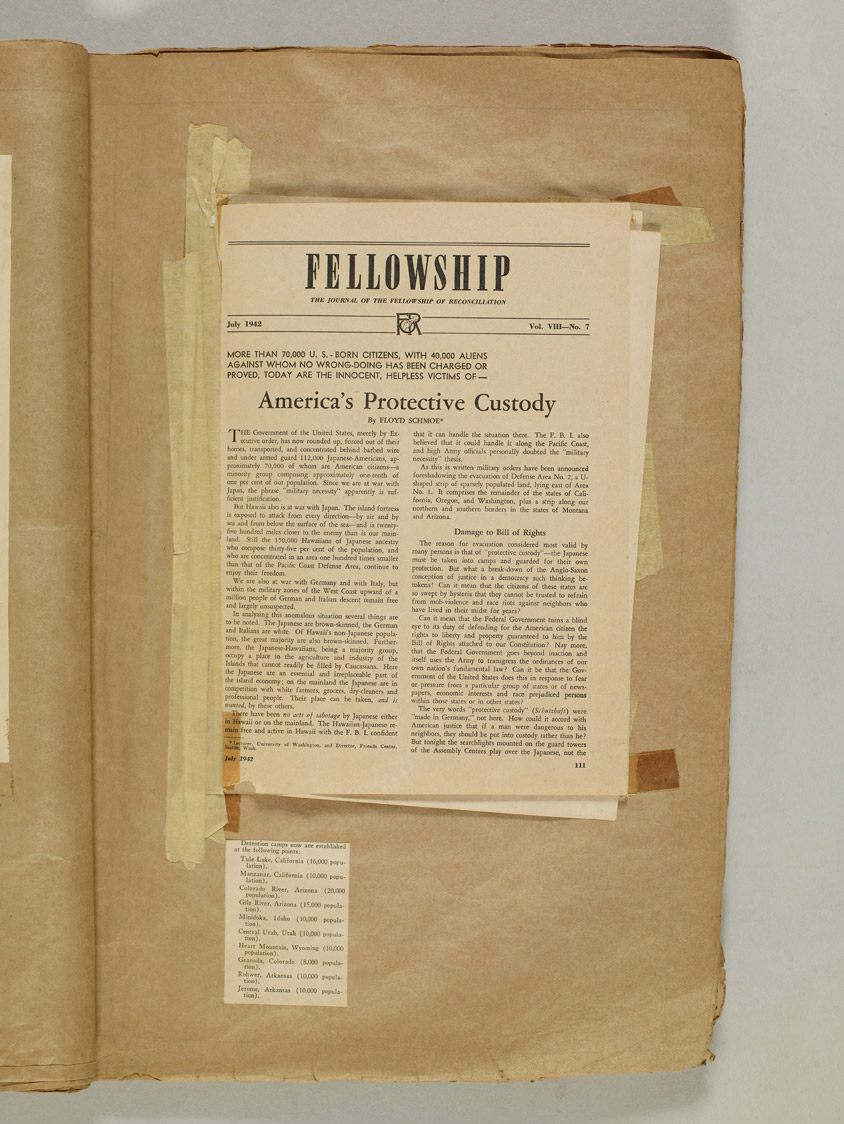 FELLOWSHIP
THE JOURNAL OF THE FELLOWSHIP OF RECONCILIATION
July 1942
FOR
Vol. VIII—No. 7
MORE THAN 70,000 U. S. - BORN CITIZENS, WITH 40,000 ALIENS
AGAINST WHOM NO WRONG-DOING HAS BEEN CHARGED OR
PROVED, TODAY ARE THE INNOCENT, HELPLESS VICTIMS OF —
America's Protective Custody
By FLOYD SCHMOE*
THE Government of the United States, merely by Ex-
ecutive order, has now rounded up, forced out of their
homes, transported, and concentrated behind barbed wire
and under armed guard 112,000 Japanese-Americans, ap-
proximately 70,000 of whom are American citizens—a
minority group composing approximately one-tenth of
one per cent of our population. Since we are at war with
Japan, the phrase "military necessity" apparently is suf-
ficient justification.
But Hawaii also is at war with Japan. The island fortress
is exposed to attack from every direction—by air and by
sea and from below the surface of the sea—and is twenty-
five hundred miles closer to the enemy than is our main-
land. Still the 150,000 Hawaiians of Japanese ancestry
who compose thirty-five per cent of the population, and
who are concentrated in an area one hundred times smaller
than that of the Pacific Coast Defense Area, continue to
enjoy their freedom.
We are also at war with Germany and with Italy, but
within the military zones of the West Coast upward of a
million people of German and Italian descent remain free
and largely unsuspected.
In analysing this anomalous situation several things are
to be noted. The Japanese are brown-skinned, the German
and Italians are white. Of Hawaii's non-Japanese popula-
tion, the great majority are also brown-skinned. Further-
more, the Japanese-Hawaiians, being a majority group,
occupy a place in the agriculture and industry of the
Islands that cannot readily be filled by Caucasians. Here
the Japanese are an essential and irreplaceable part of
the island economy; on the mainland the Japanese are in
competition with white farmers, grocers, dry-cleaners and
professional people. Their place can be taken, and is
wanted, by these others.
There have been no acts of sabotage by Japanese either
in Hawaii or on the mainland. The Hawaiian-Japanese re-
main free and active in Hawaii with the F. B. I. confident
* Lecturer, University of Washington, and Director, Friends Center,
Seattle, Wash.
July 1942
that it can handle the situation there. The F. B. I. also
believed that it could handle it along the Pacific Coast,
and high Army officials personally doubted the "military
necessity" thesis.
As this is written military orders have been announced
foreshadowing the evacuation of Defense Area No. 2, a U-
shaped strip of sparsely populated land, lying east of Area
No. 1. It comprises the remainder of the states of Cali-
fornia, Oregon, and Washington, plus a strip along our
northern and southern borders in the states of Montana
and Arizona.
Damage to Bill of Rights
The reason for evacuation considered most valid by
many persons is that of "protective custody"—the Japanese
must be taken into camps and guarded for their own
protection. But what a break-down of the Anglo-Saxon
conception of justice in a democracy such thinking be-
tokens! Can it mean that the citizens of these states are
so swept by hysteria that they cannot be trusted to refrain
from mob-violence and race riots against neighbors who
have lived in their midst for years?
Can it mean that the Federal Government turns a blind
eye to its duty of defending for the American citizen the
rights to liberty and property guaranteed to him by the
Bill of Rights attached to our Constitution? Nay more,
that the Federal Government goes beyond inaction and
itself uses the Army to transgress the ordinances of our
own nation's fundamental law? Can it be that the Gov-
ernment of the United States does this in response to fear
or pressure from a particular group of states or of news-
papers, economic interests and race prejudiced persons
within those states or in other states?
The very words "protective custody" (Schutzhaft) were
"made in Germany," not here. How could it accord with
American justice that if a man were dangerous to his
neighbors, they should be put into custody rather than he?
But tonight the searchlights mounted on the guard towers
of the Assembly Centers play over the Japanese, not the
111
Detention camps now are established
at the following points:
Tule Lake, California (16,000 popu-
lation).
Manzanar, California (10,000 popu-
lation).
Colorado River, Arizona (20,000
population).
Gila River, Arizona (15,000 popula-
tion).
Minidoka, Idaho (10,000 popula-
tion).
Central Utah, Utah (10,000 popula-
tion).
Heart Mountain, Wyoming (10,000
population).
Granada, Colorado (8,000 popula-
tion).
Rohwer, Arkansas (10,000 popula-
tion).
Jerome, Arkansas (10,000 popula-
tion).